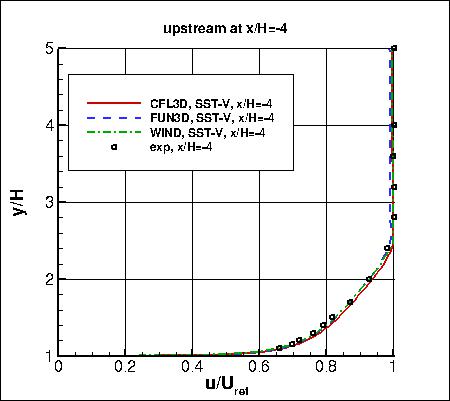 upstream at x/H=-4
5
CFL3D, SST-V, x/H=-4
FUN3D, SST-V, x/H=-4
WIND, SST-V, x/H=-4
exp, x/H=-4
4
y/H
3
2
1
0 0.2 0.4 0.6 0.8 1
u/Uref